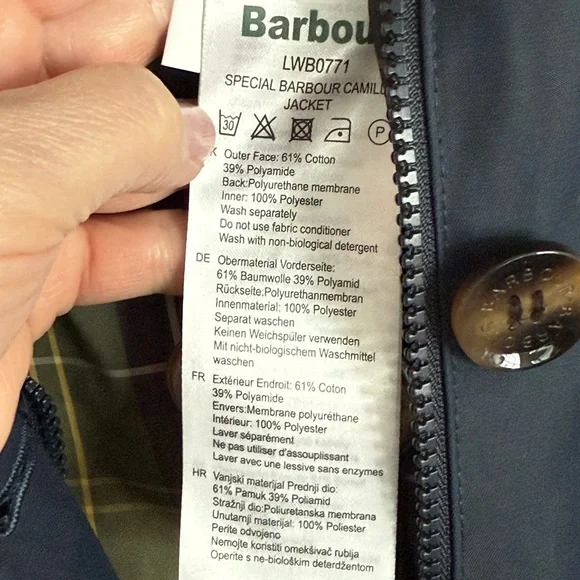 Barbou
LWB0771
SPECIAL BARBOUR CAMILL
JACKET
30
P
K Outer Face: 61% Cotton
39% Polyamide
Back:Polyurethane membrane
Inner: 100% Polyester
Wash separately
Do not use fabric conditioner
Wash with non-biological detergent
DE Obermaterial Vorderseite:
61% Baumwolle 39% Polyamid
Rückseite:Polyurethanmembran
Innenmaterial: 100% Polyester
Separat waschen
Keinen Weichspüler verwenden
Mit nicht-biologischem Waschmittel
waschen
FR Extérieur Endroit: 61% Coton
39% Polyamide
Envers:Membrane polyuréthane
Intérieur: 100% Polyester
Laver séparément
Ne pas utiliser d'assouplissant
Laver avec une lessive sans enzymes
HR Vanjski materijal Prednji dio:
61% Pamuk 39% Poliamid
Stražnji dio:Poliuretanska membrana
Unutarnji materijal: 100% Poliester
Perite odvojeno
Nemojte koristiti omekšivač rublja
Operite s ne-biološkim deterdžentom
BARBO